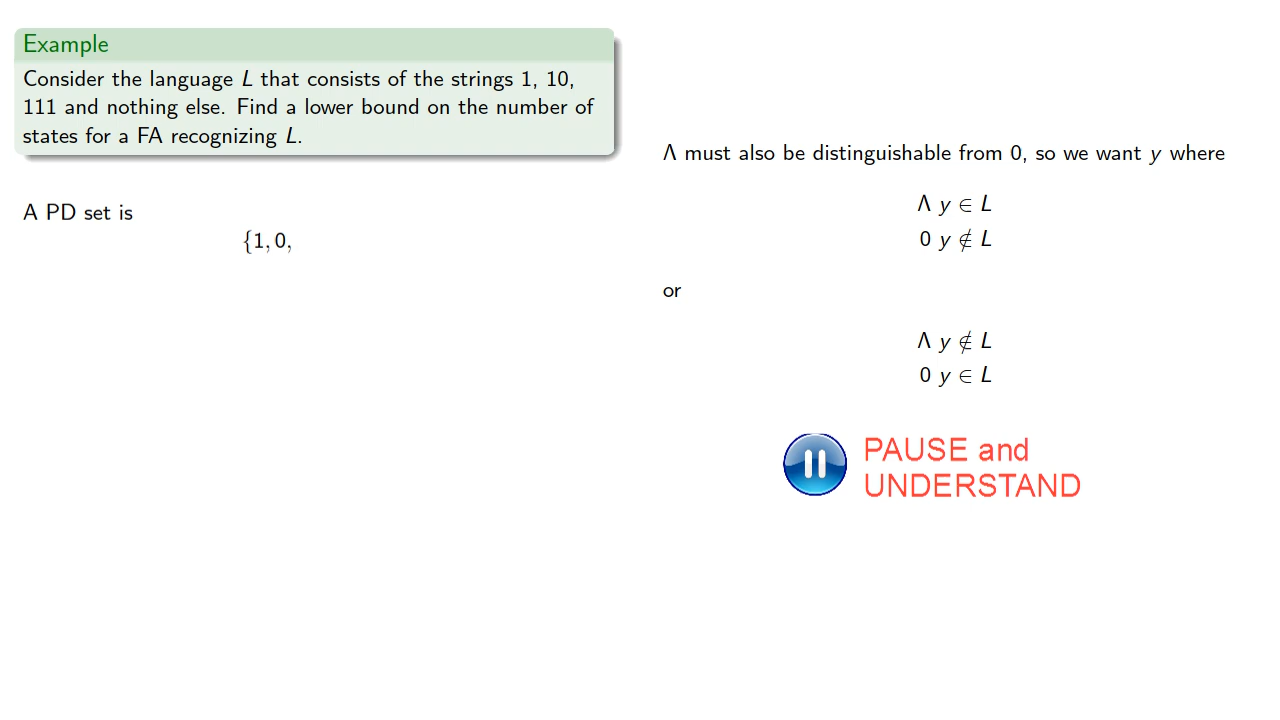 Example
Consider the language L that consists of the strings 1, 10,
111 and nothing else. Find a lower bound on the number of
states for a FA recognizing L.
A PD set is
{1, 0,
Λ must also be distinguishable from 0, so we want y where
Λ y ∈ L
0 y ∉ L
or
Λ y ∉ L
0 y ∈ L
PAUSE and
UNDERSTAND